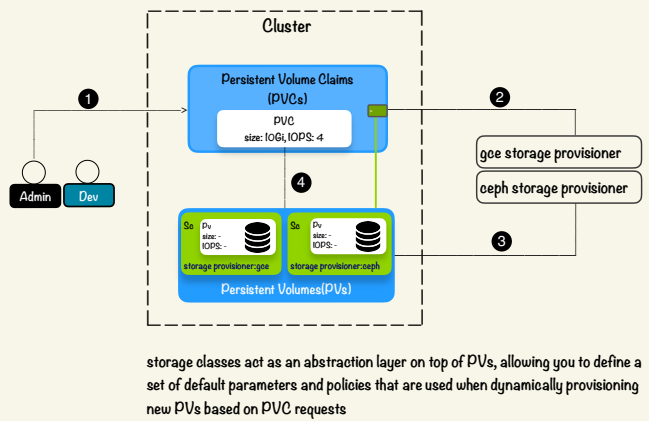 Cluster
1
Persistent Volume Claims
(PVCs)
PVC
size: 10Gi, IOPS: 4
2
gce storage provisioner
ceph storage provisioner
Admin
Dev
4
3
Sc
Pv
size: -
IOPS: -
storage provisioner:gce
Sc
Pv
size: -
IOPS: -
storage provisioner:ceph
Persistent Volumes(PVs)
storage classes act as an abstraction layer on top of PVs, allowing you to define a
set of default parameters and policies that are used when dynamically provisioning
new PVs based on PVC requests